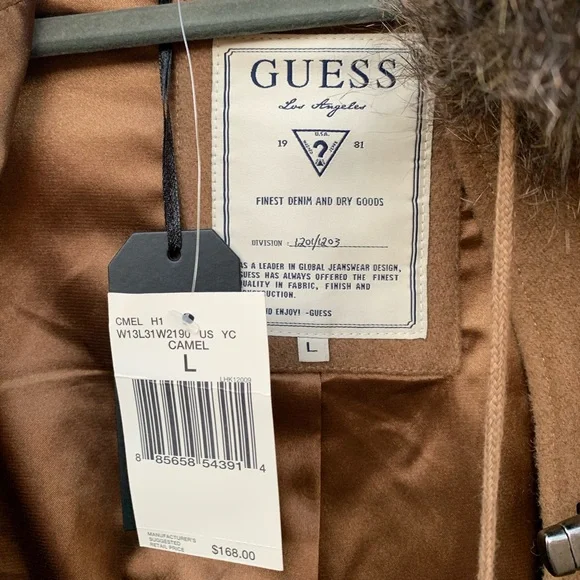 GUESS
Los Angeles
U.S.A.
?
19 81
FINEST DENIM AND DRY GOODS
DIVISION : 1201/1203
AS A LEADER IN GLOBAL JEANSWEAR DESIGN,
GUESS HAS ALWAYS OFFERED THE FINEST
QUALITY IN FABRIC, FINISH AND
CONSTRUCTION.
ND ENJOY! -GUESS
L
CMEL H1
W13L31W2190 US YC
CAMEL
L
LHK13009
8 85658 54391 4
MANUFACTURER'S
SUGGESTED
RETAIL PRICE
$168.00